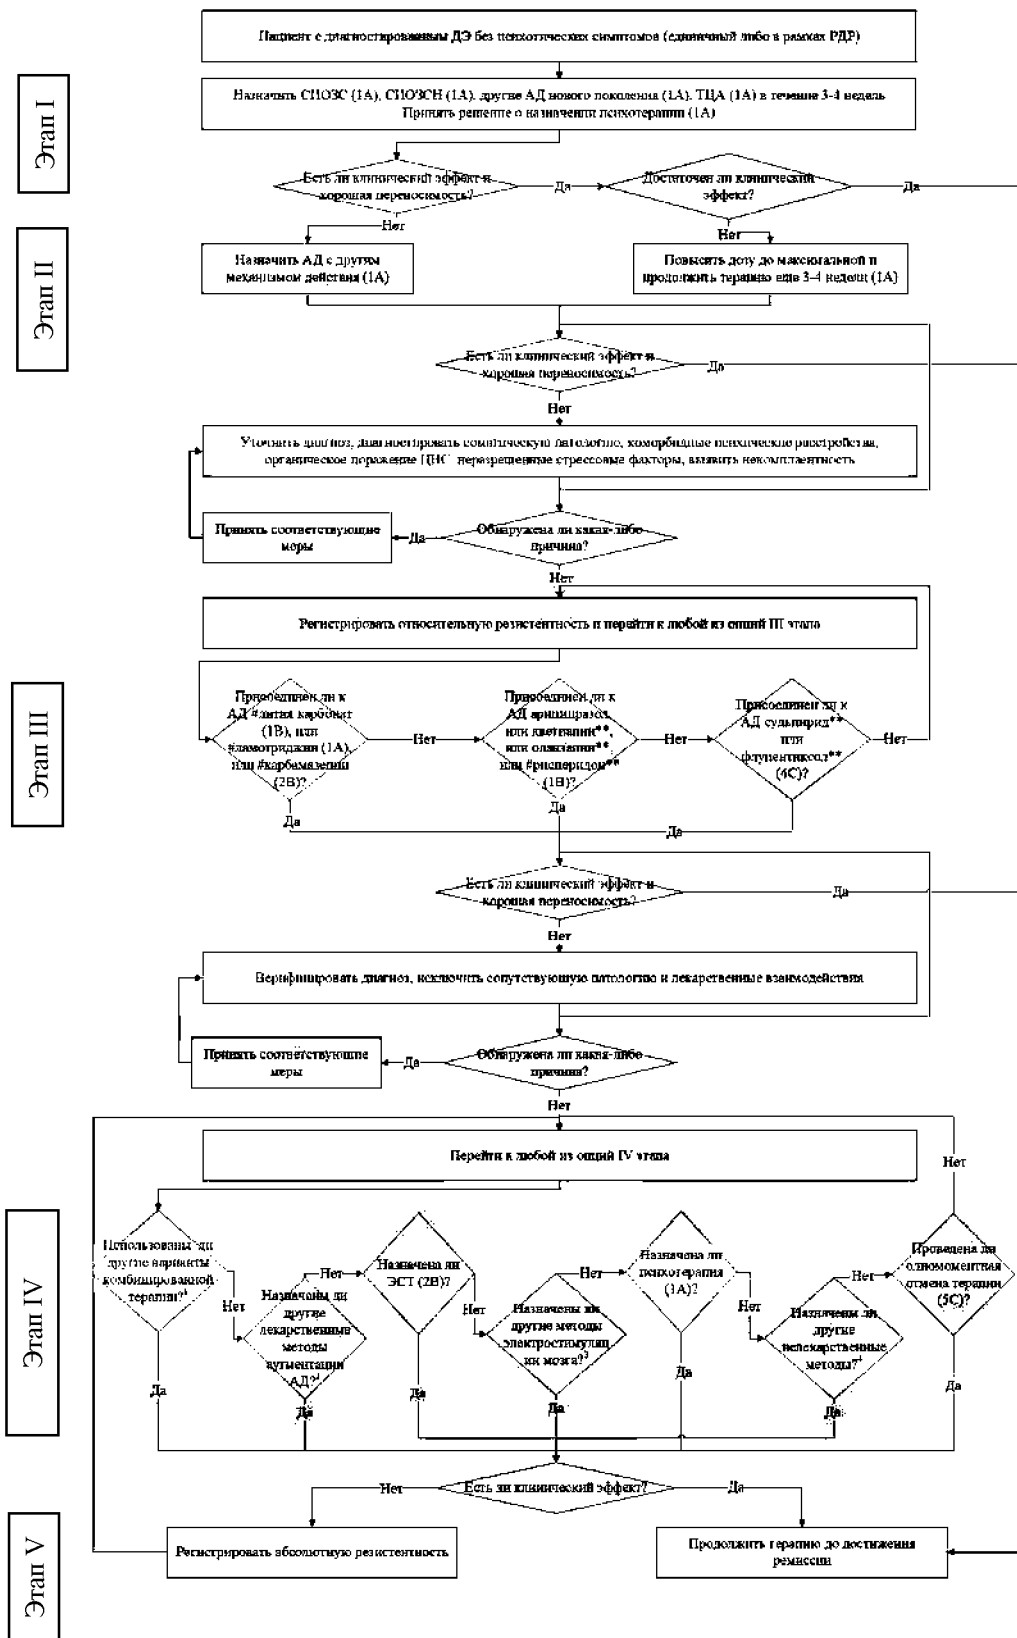 Пациент с диагностированным ДЭ без психотических симптомов (единичный либо в рамках РДР)
Этап I
Назначить СИОЗС (1А), СИОЗСН (1А), другие АД нового поколения (1А), ТЦА (1А) в течение 3-4 недель
Принять решение о назначении психотерапии (1А)
Есть ли клинический эффект и
хорошая переносимость?
Да
Достаточен ли клинический
эффект?
Да
Нет
Нет
Этап II
Назначить АД с другим
механизмом действия (1А)
Повысить дозу до максимальной и
продолжить терапию еще 3-4 недели (1А)
Есть ли клинический эффект и
хорошая переносимость?
Да
Нет
Уточнить диагноз, диагностировать соматическую патологию, коморбидные психические расстройства,
органическое поражение ЦНС, неразрешенные стрессовые факторы, выявить некомплаентность
Принять соответствующие
меры
Да
Обнаружена ли какая-либо
причина?
Нет
Регистрировать относительную резистентность и перейти к любой из опций III этапа
Этап III
Присоединен ли к
АД #лития карбонат
(1В), или
#ламотриджин (1А),
или #карбамазепин
(2В)?
Нет
Присоединен ли к
АД арипипразол
или кветиапин**,
или оланзапин**,
или #рисперидон**
(1В)?
Нет
Присоединен ли к
АД сульпирид**
или
флупентиксол**
(4С)?
Нет
Да
Да
Да
Есть ли клинический эффект и
хорошая переносимость?
Да
Нет
Верифицировать диагноз, исключить сопутствующую патологию и лекарственные взаимодействия
Принять соответствующие
меры
Да
Обнаружена ли какая-либо
причина?
Нет
Перейти к любой из опций IV этапа
Нет
Этап IV
Использованы ли
другие варианты
комбинированной
терапии?
Нет
Назначены ли
другие
лекарственные
методы
аугментации
АД?
Нет
Назначена ли
ЭСТ (2В)?
Нет
Назначены ли
другие методы
электростимуляц
ии мозга?³
Нет
Назначена ли
психотерапия
(1А)?
Нет
Назначены ли
другие
нелекарственные
методы?⁴
Нет
Проведена ли
одномоментная
отмена терапии
(5С)?
Да
Да
Да
Да
Да
Да
Да
Есть ли клинический эффект?
Нет
Да
Этап V
Регистрировать абсолютную резистентность
Продолжить терапию до достижения
ремиссии